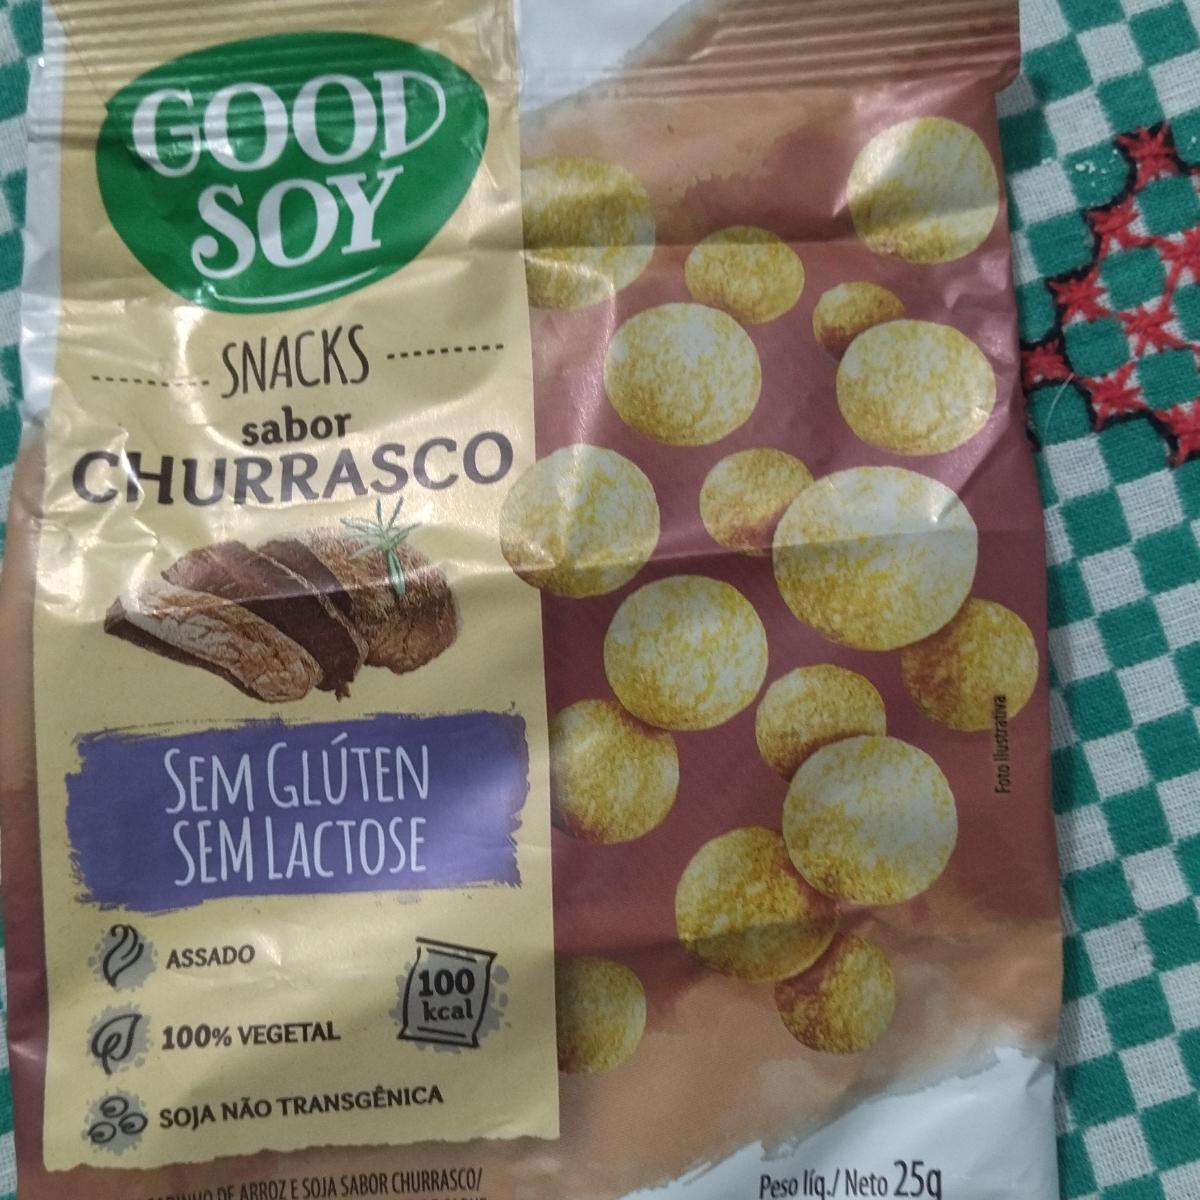 GOOD
SOY
SNACKS
sabor
CHURRASCO
SEM GLÚTEN
SEM LACTOSE
ASSADO
100
kcal
100% VEGETAL
SOJA NÃO TRANSGÊNICA
Foto Ilustrativa
DE ARROZ E SOJA SABOR CHURRASCO/
Peso líq./ Neto 25g